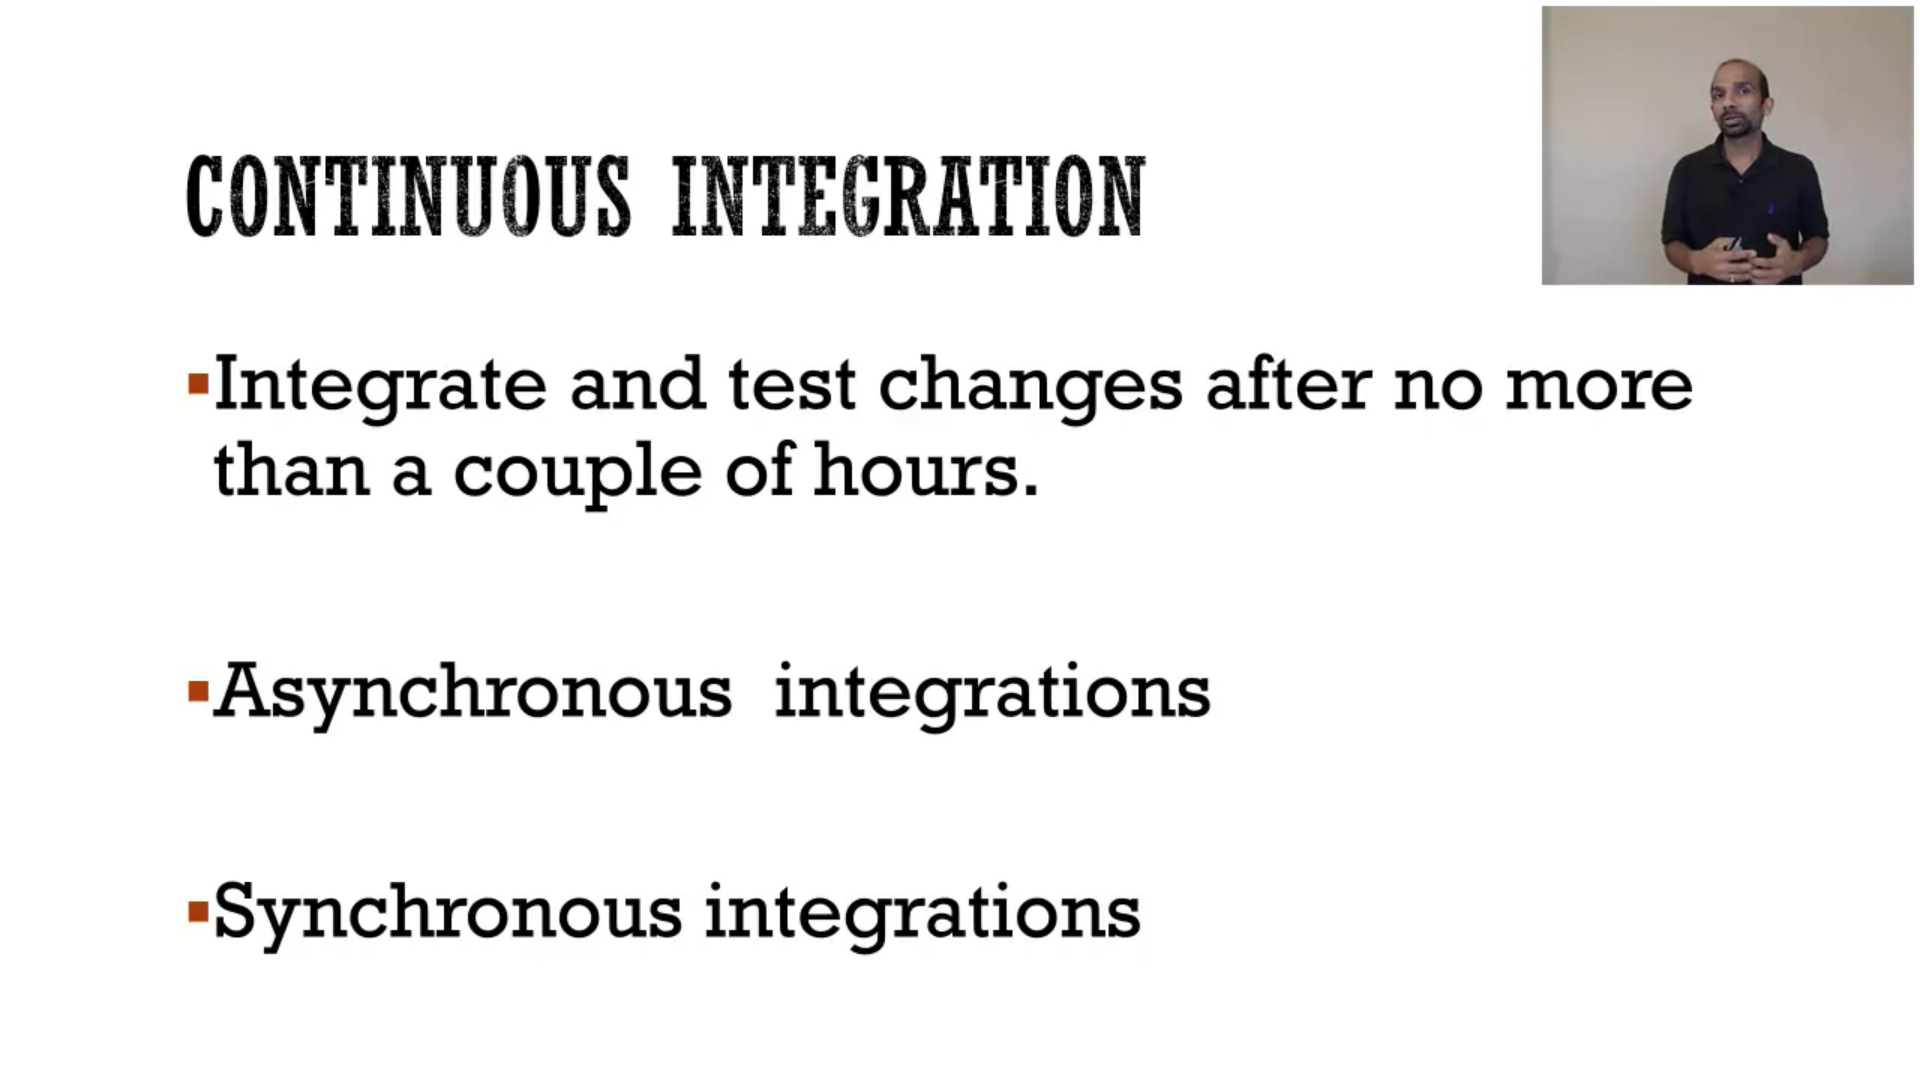 CONTINUOUS INTEGRATION
▪Integrate and test changes after no more
than a couple of hours.
▪Asynchronous integrations
▪Synchronous integrations